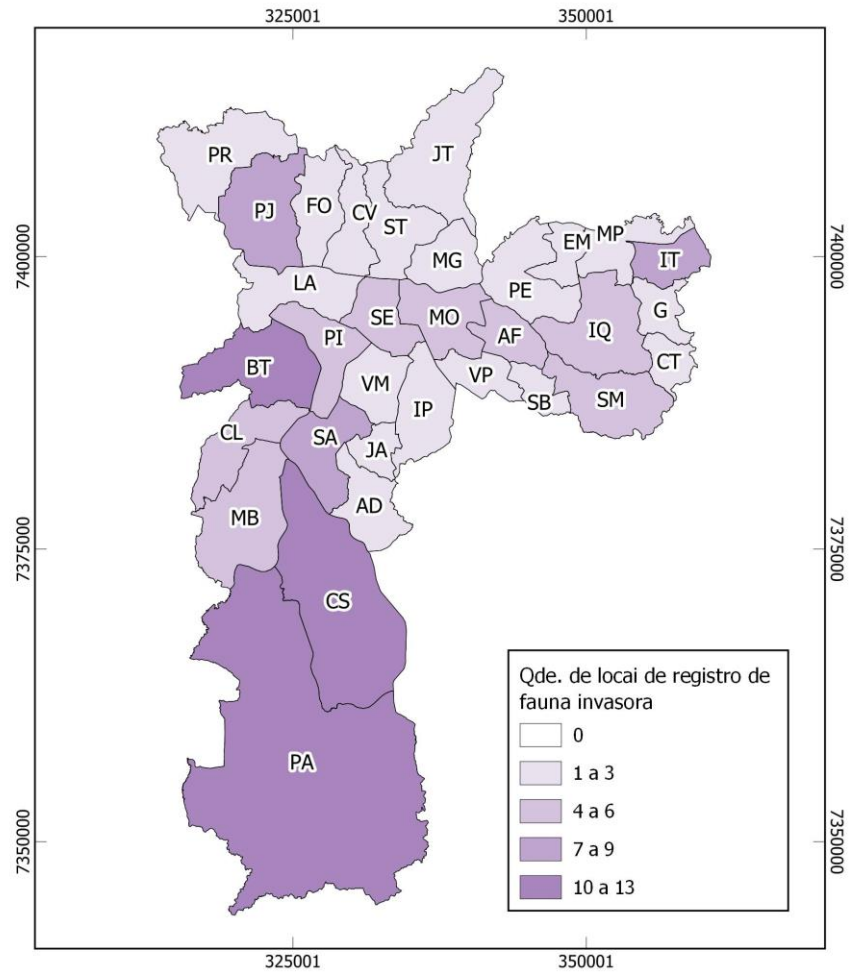 325001 350001
PR
JT
PJ
FO
CV
ST
EM
MP
7400000
MG
IT
7400000
LA
PE
G
SE
MO
AF
IQ
PI
BT
VM
VP
CT
IP
SB
SM
CL
SA
JA
AD
MB
7375000
7375000
CS
Qde. de locai de registro de
fauna invasora
0
PA
1 a 3
4 a 6
7350000
7 a 9
7350000
10 a 13
325001 350001